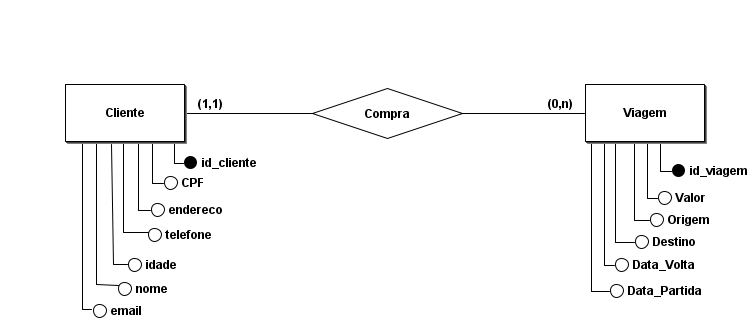 Cliente
(1,1)
Compra
(0,n)
Viagem
id_cliente
CPF
endereco
telefone
idade
nome
email
id_viagem
Valor
Origem
Destino
Data_Volta
Data_Partida